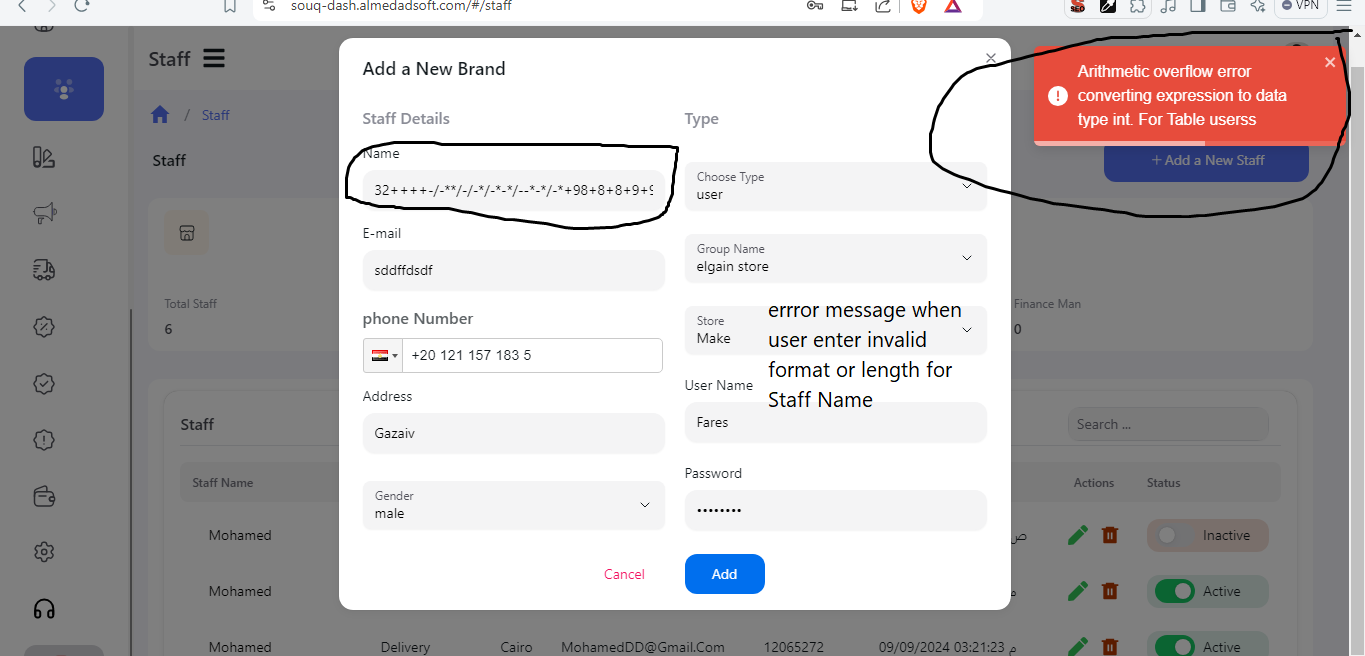 souq-dash.almedadsoft.com/#/staff
VPN
Staff
Add a New Brand
Arithmetic overflow error
converting expression to data
type int. For Table userss
/ Staff
+ Add a New Staff
Staff
Staff Details
Type
Name
32++++-/-**/-/-*/-*-*/--*-*/-*+98+8+8+9+9
Choose Type
user
E-mail
sddffdsdf
Group Name
elgain store
Total Staff
6
Finance Man
0
phone Number
+20 121 157 183 5
Store
Make
errror message when
user enter invalid
format or length for
Staff Name
Address
Gazaiv
User Name
Fares
Gender
male
Password
••••••••
Cancel
Add
Staff
Search ...
Staff Name
Actions
Status
Mohamed
ص
Inactive
Mohamed
م
Active
Mohamed
Delivery
Cairo
MohamedDD@Gmail.Com
12065272
09/09/2024 03:21:23 م
Active